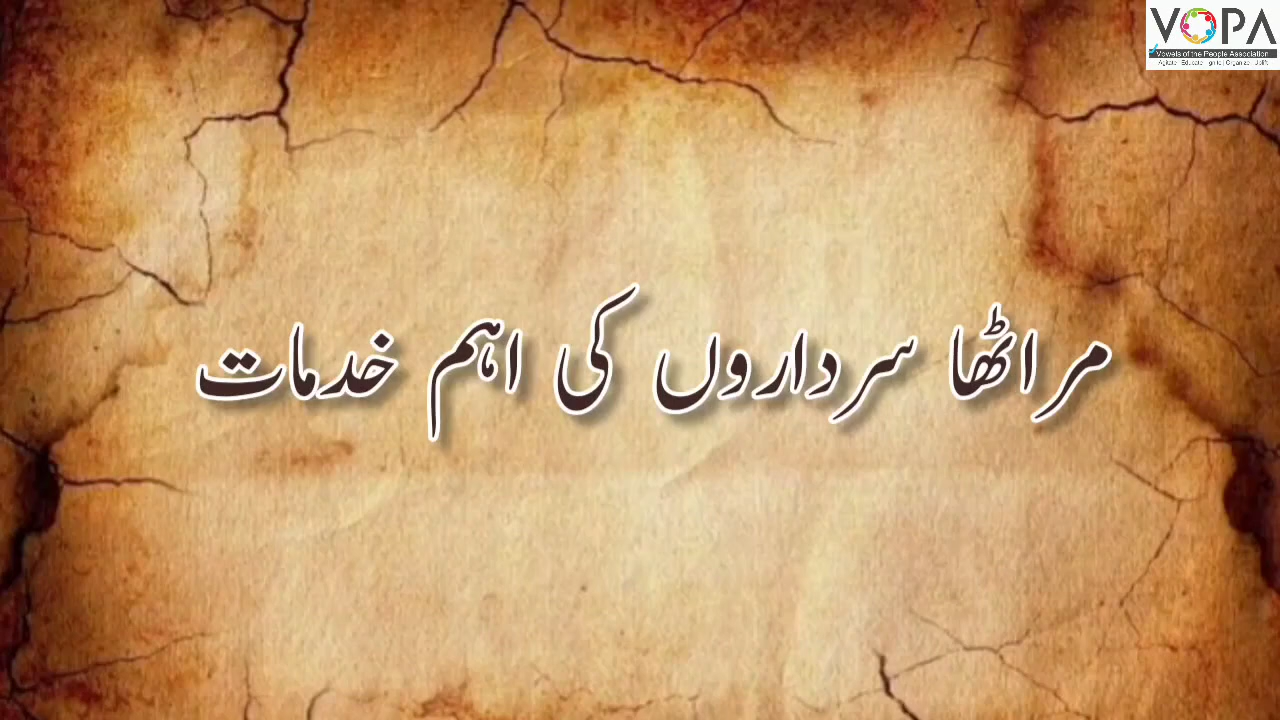 VOPA
Vowels of the People Association
مراٹھا سرداروں کی اہم خدمات